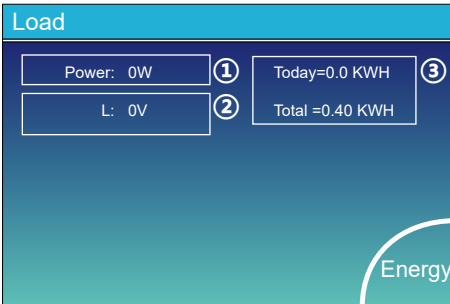 Load
Power: 0W ①
L: 0V ②
Today=0.0 KWH ③
Total =0.40 KWH
Energy